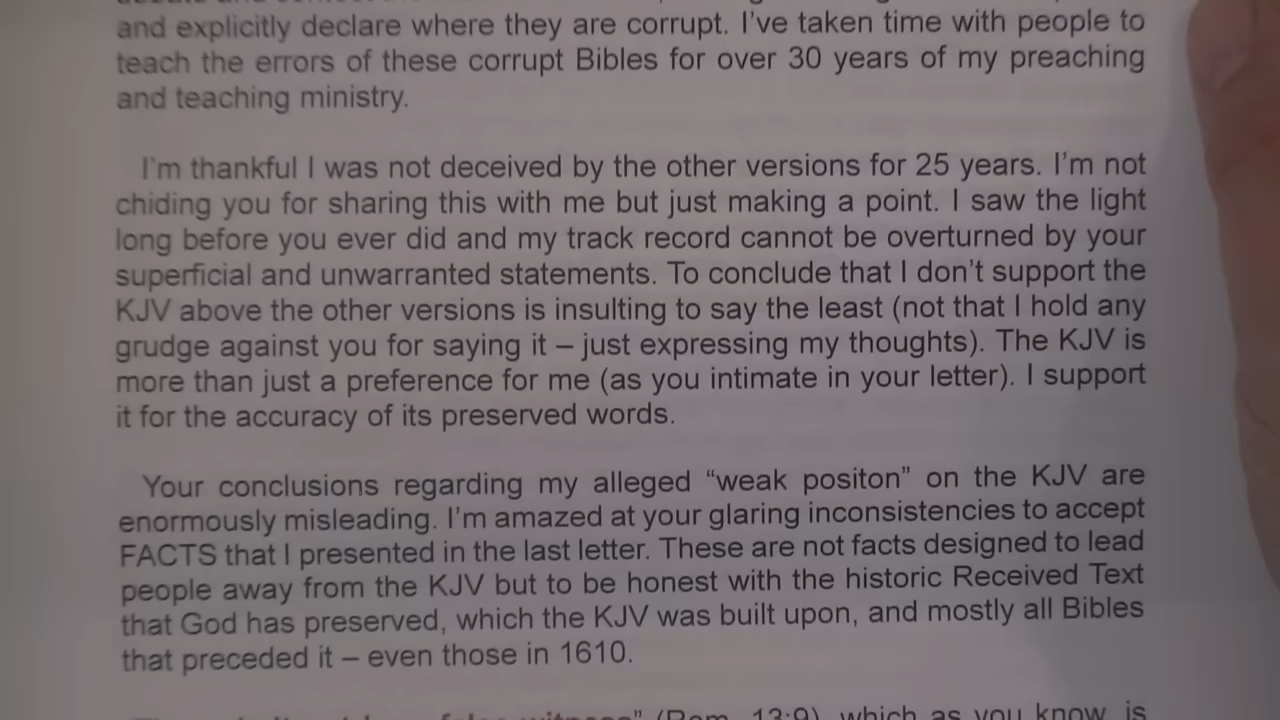 and explicitly declare where they are corrupt. I've taken time with people to
teach the errors of these corrupt Bibles for over 30 years of my preaching
and teaching ministry.
I'm thankful I was not deceived by the other versions for 25 years. I'm not
chiding you for sharing this with me but just making a point. I saw the light
long before you ever did and my track record cannot be overturned by your
superficial and unwarranted statements. To conclude that I don't support the
KJV above the other versions is insulting to say the least (not that I hold any
grudge against you for saying it – just expressing my thoughts). The KJV is
more than just a preference for me (as you intimate in your letter). I support
it for the accuracy of its preserved words.
Your conclusions regarding my alleged “weak positon” on the KJV are
enormously misleading. I'm amazed at your glaring inconsistencies to accept
FACTS that I presented in the last letter. These are not facts designed to lead
people away from the KJV but to be honest with the historic Received Text
that God has preserved, which the KJV was built upon, and mostly all Bibles
that preceded it – even those in 1610.
witness” (Rom. 13:9), which as you know, is